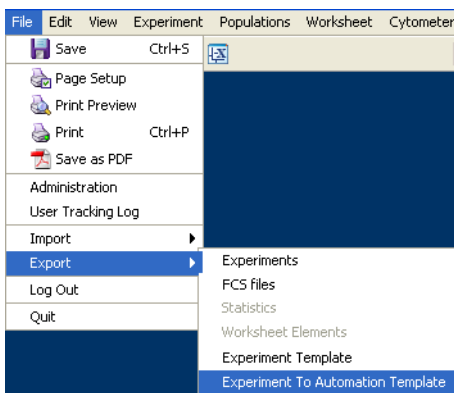 File Edit View Experiment Populations Worksheet Cytometer
Save Ctrl+S
Page Setup
Print Preview
Print Ctrl+P
Save as PDF
Administration
User Tracking Log
Import
Export
Log Out
Quit
Experiments
FCS files
Statistics
Worksheet Elements
Experiment Template
Experiment To Automation Template